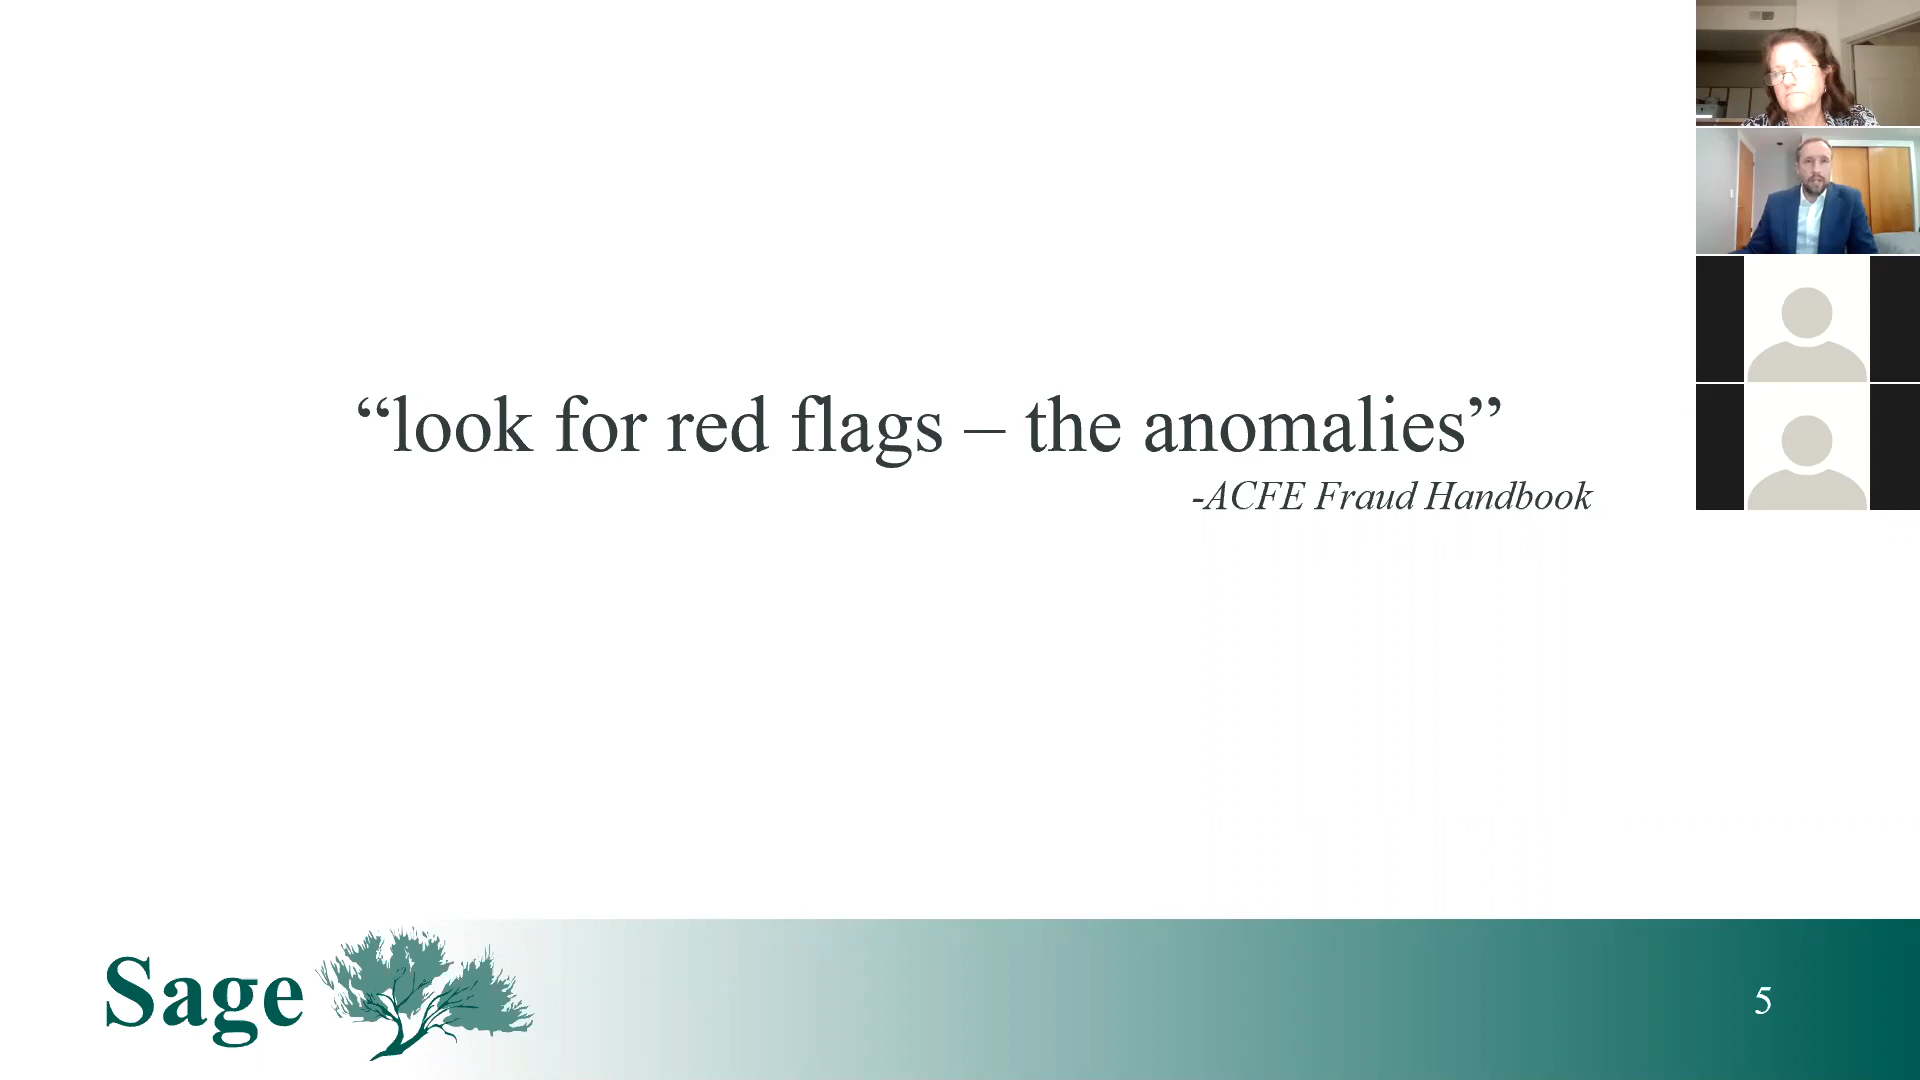 “look for red flags – the anomalies”
-ACFE Fraud Handbook
Sage
5